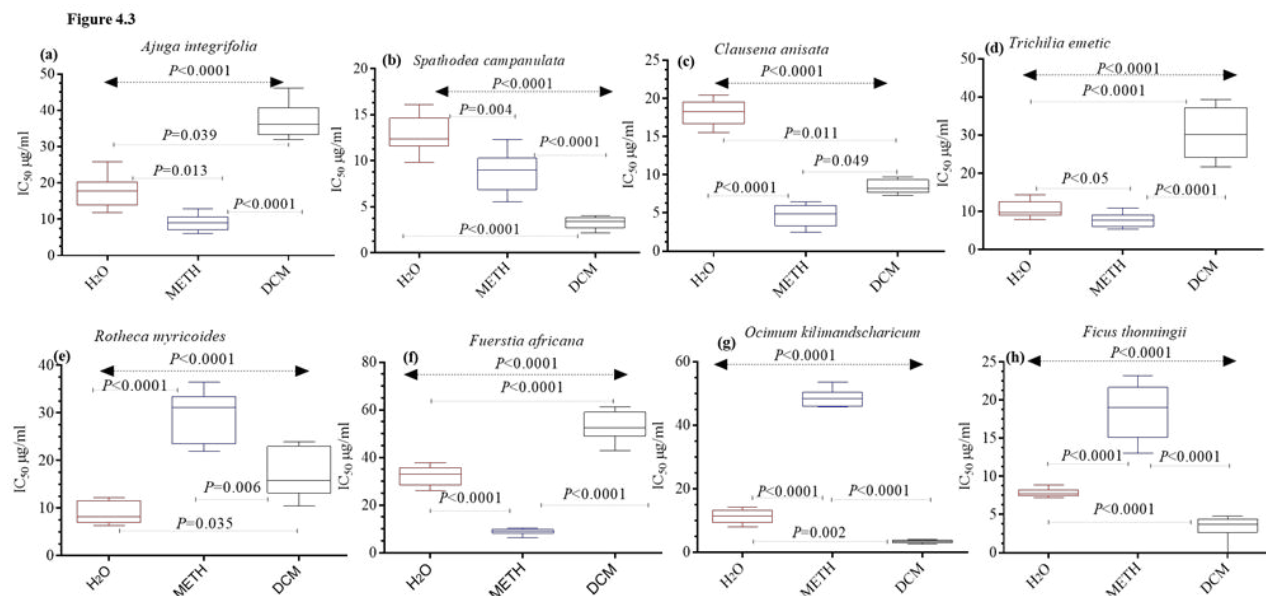 Figure 4.3
(a)
Ajuga integrifolia
P<0.0001
P=0.039
P=0.013
P<0.0001
IC50 µg/ml
50
40
30
20
10
0
H2O
METH
DCM
(b)
Spathodea campanulata
P<0.0001
P=0.004
P<0.0001
P<0.0001
IC50 µg/ml
20
15
10
5
0
H2O
METH
DCM
(c)
Clausena anisata
P<0.0001
P=0.011
P=0.049
P<0.0001
IC50 µg/ml
25
20
15
10
5
0
H2O
METH
DCM
(d)
Trichilia emetic
P<0.0001
P<0.0001
P<0.05
P<0.0001
IC50 µg/ml
50
40
30
20
10
0
H2O
METH
DCM
(e)
Rotheca myricoides
P<0.0001
P<0.0001
P=0.006
P=0.035
IC50 µg/ml
40
30
20
10
0
H2O
METH
DCM
(f)
Fuerstia africana
P<0.0001
P<0.0001
P<0.0001
P<0.0001
IC50 µg/ml
80
60
40
20
0
H2O
METH
DCM
(g)
Ocimum kilimandscharicum
P<0.0001
P<0.0001
P<0.0001
P=0.002
IC50 µg/ml
60
40
20
0
H2O
METH
DCM
(h)
Ficus thonningii
P<0.0001
P<0.0001
P<0.0001
P<0.0001
IC50 µg/ml
25
20
15
10
5
0
H2O
METH
DCM